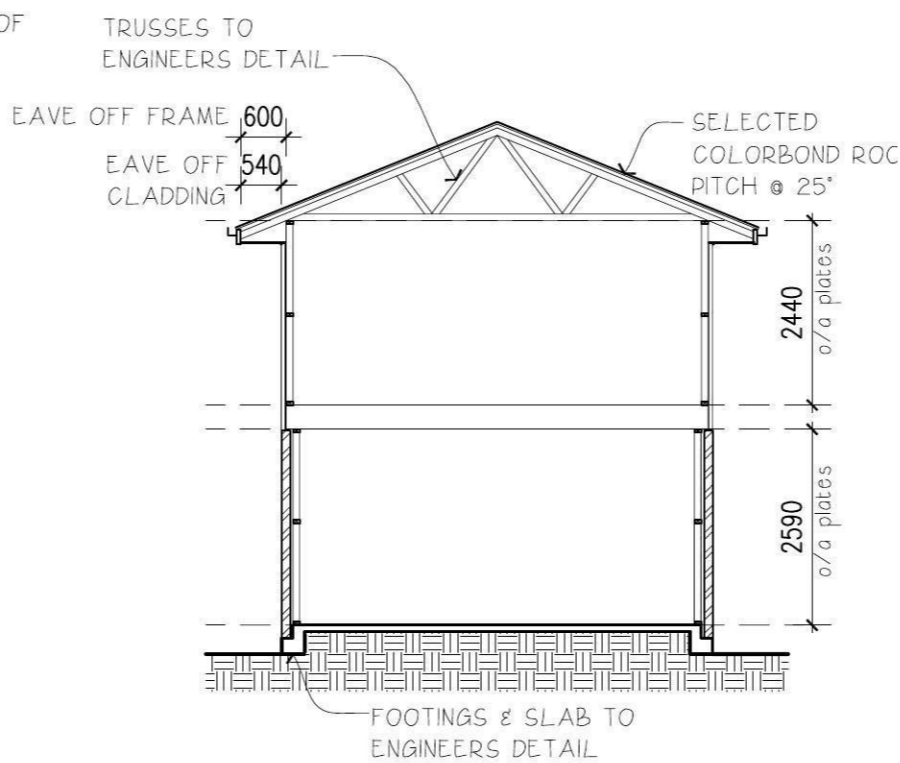 OF
TRUSSES TO
ENGINEERS DETAIL
EAVE OFF FRAME 600
EAVE OFF 540
CLADDING
SELECTED
COLORBOND ROO
PITCH @ 25°
2440
o/a plates
2590
o/a plates
FOOTINGS & SLAB TO
ENGINEERS DETAIL